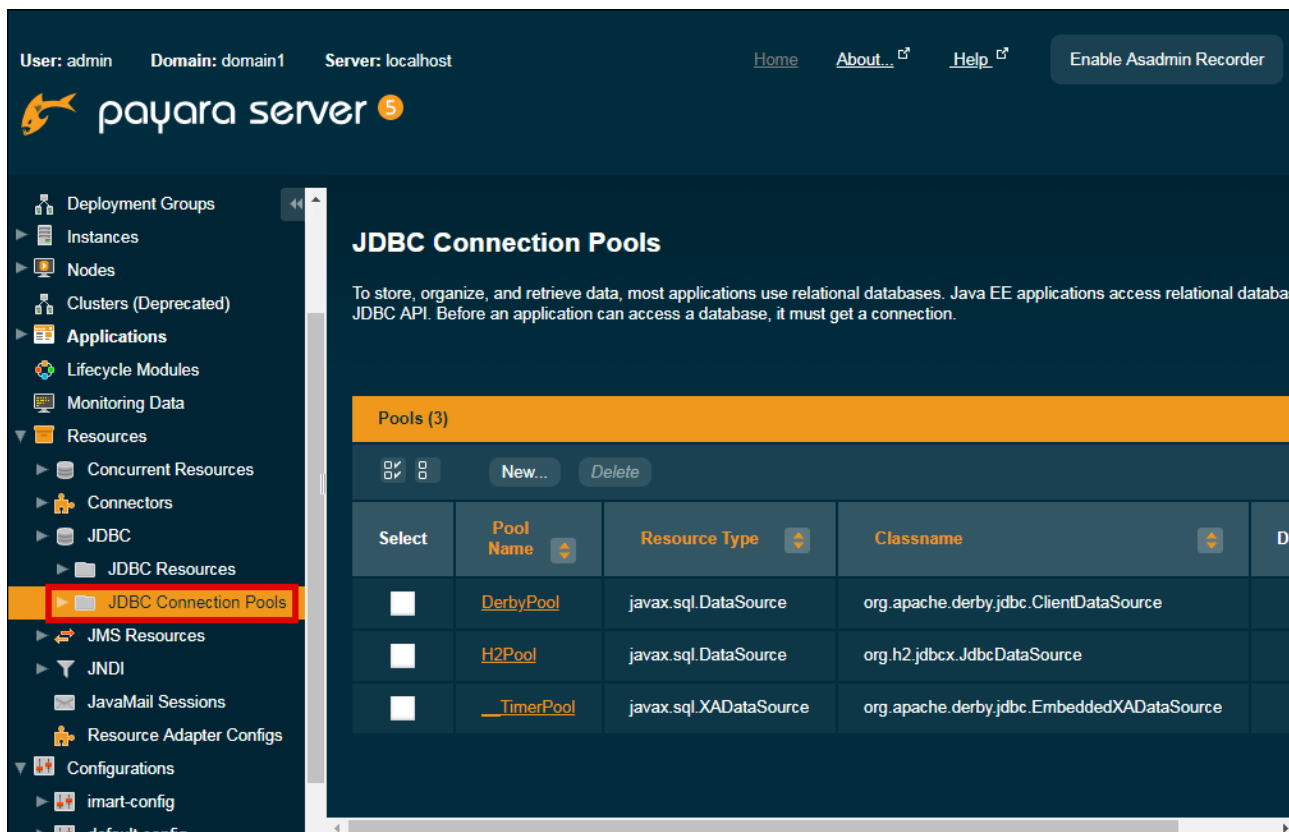 User: admin Domain: domain1 Server: localhost Home About... Help Enable Asadmin Recorder
payara server 5
Deployment Groups
Instances
Nodes
Clusters (Deprecated)
Applications
Lifecycle Modules
Monitoring Data
Resources
Concurrent Resources
Connectors
JDBC
JDBC Resources
JDBC Connection Pools
JMS Resources
JNDI
JavaMail Sessions
Resource Adapter Configs
Configurations
imart-config
default-config
JDBC Connection Pools
To store, organize, and retrieve data, most applications use relational databases. Java EE applications access relational databa
JDBC API. Before an application can access a database, it must get a connection.
Pools (3)
New... Delete
Select Pool Name Resource Type Classname D
DerbyPool javax.sql.DataSource org.apache.derby.jdbc.ClientDataSource
H2Pool javax.sql.DataSource org.h2.jdbcx.JdbcDataSource
__TimerPool javax.sql.XADataSource org.apache.derby.jdbc.EmbeddedXADataSource